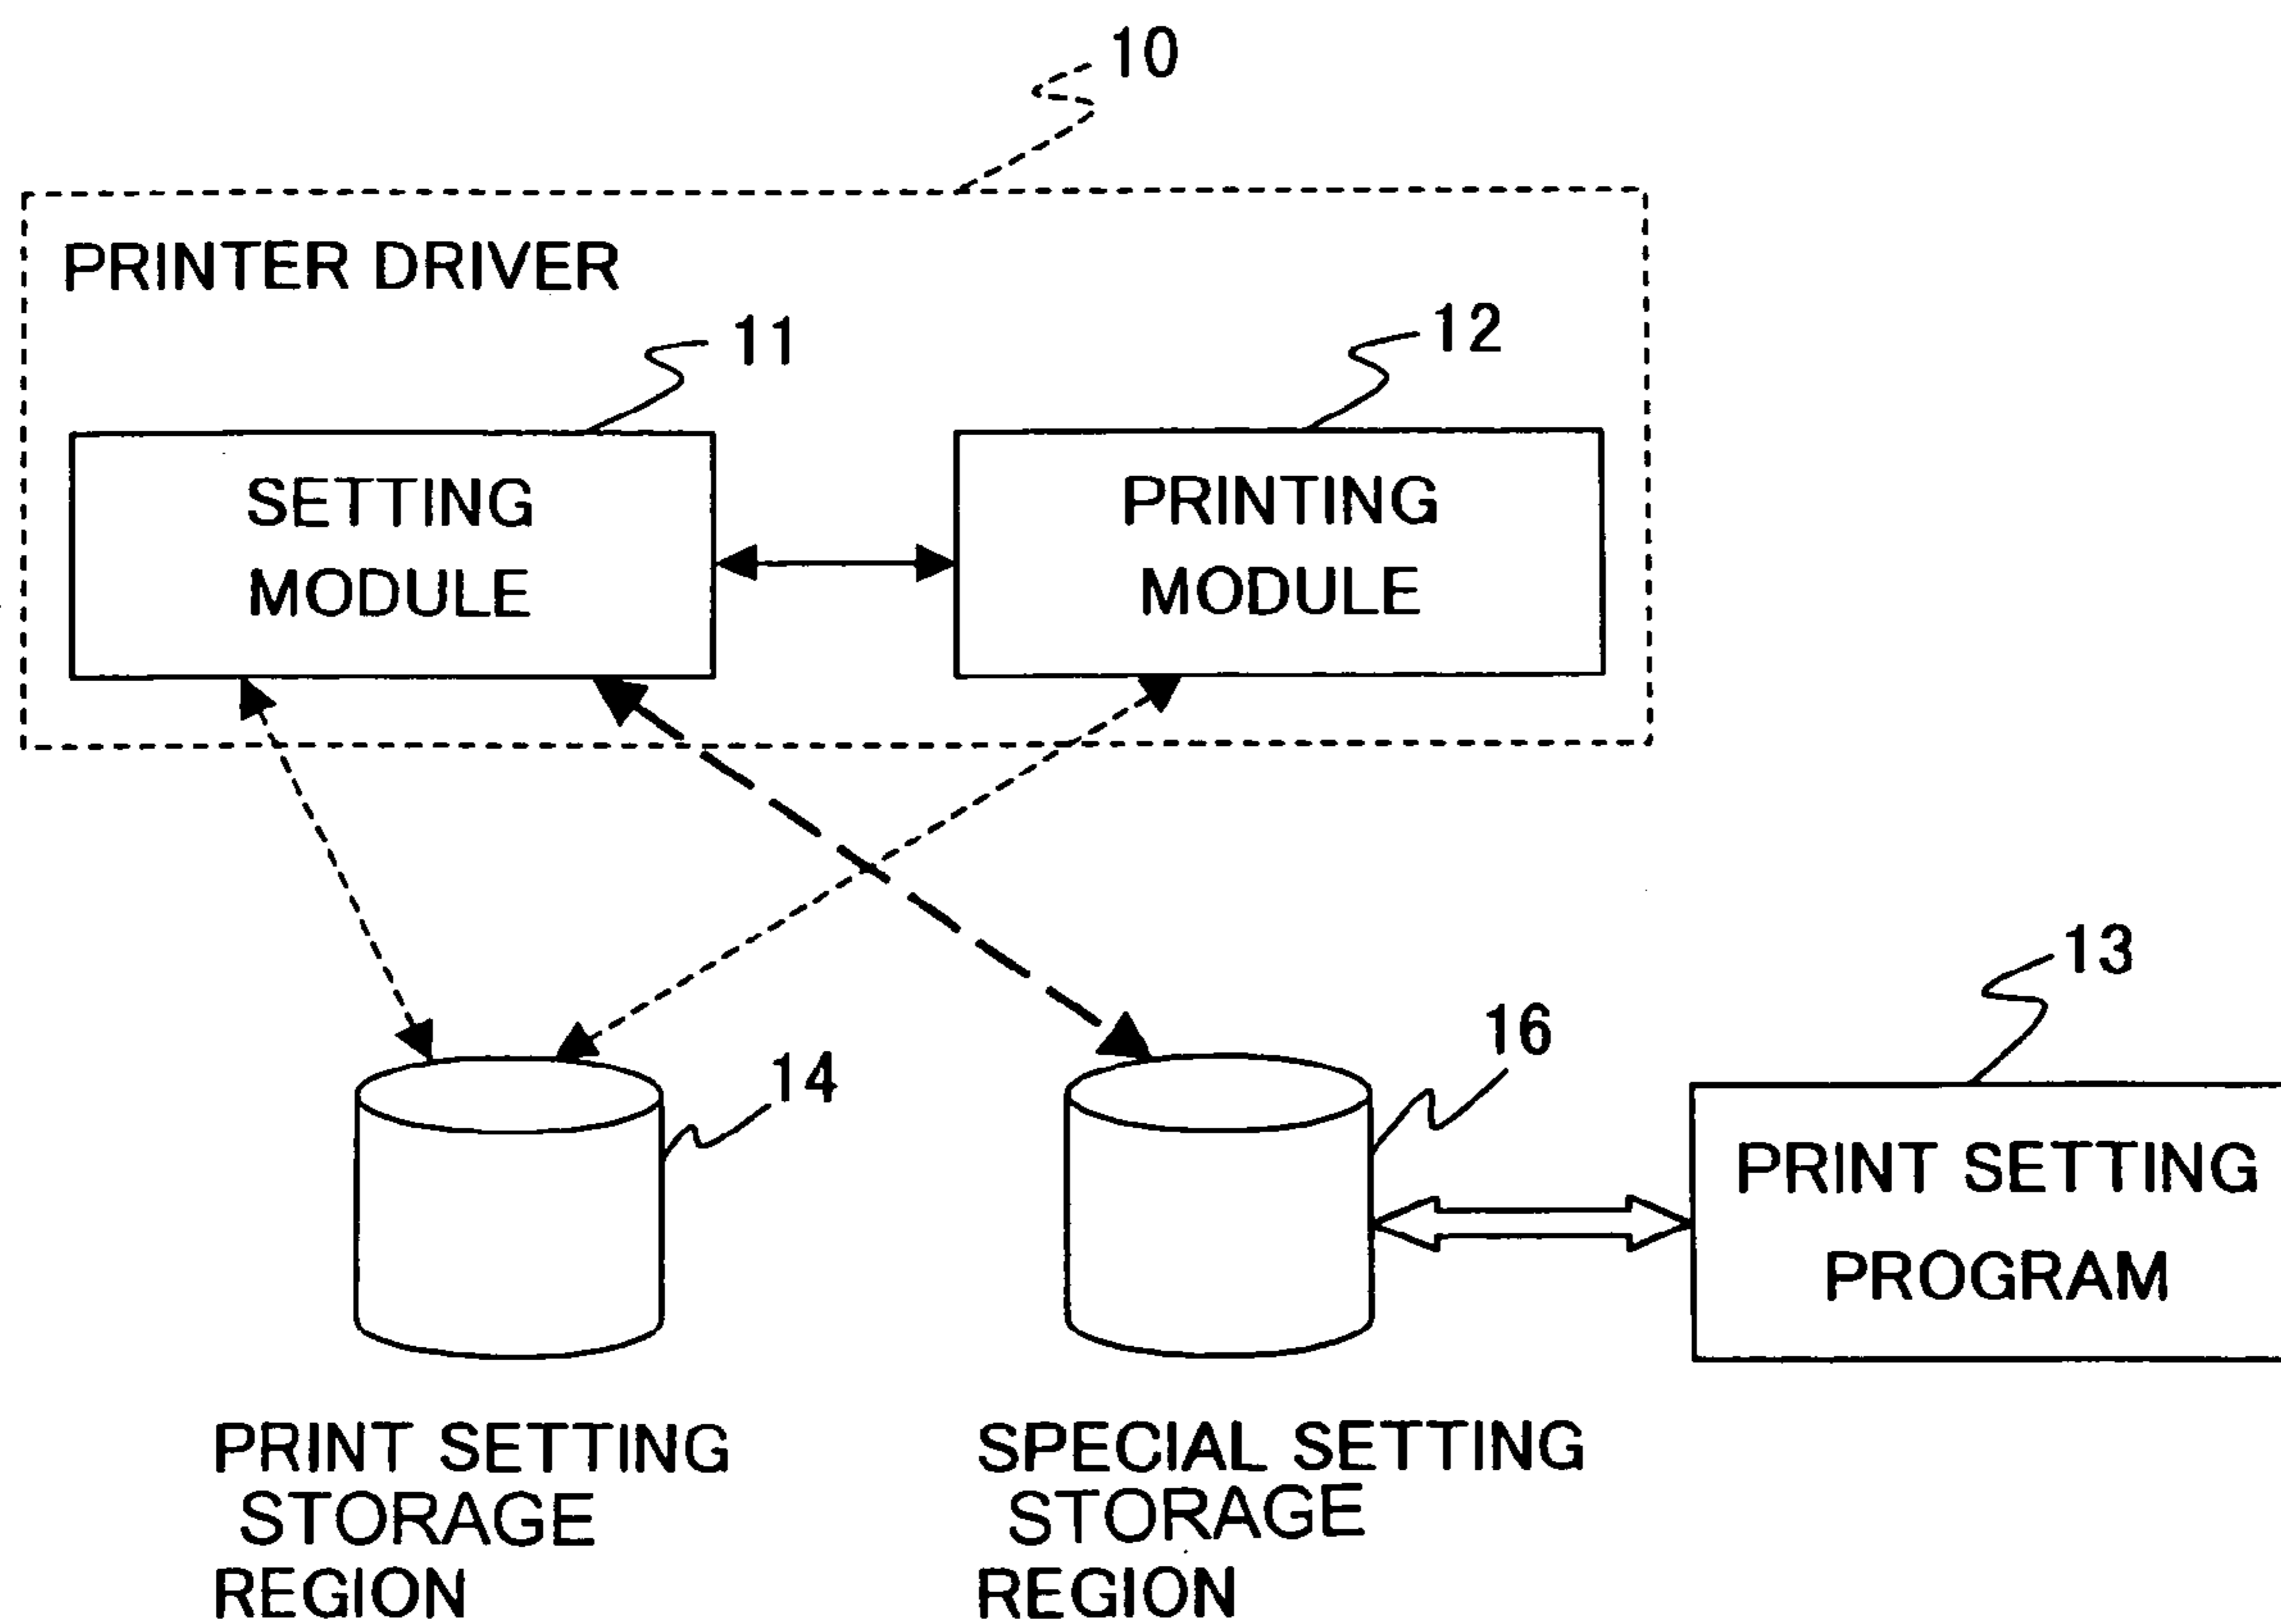 10
PRINTER DRIVER
11
12
SETTING
MODULE
PRINTING
MODULE
13
16
14
PRINT SETTING
PROGRAM
PRINT SETTING
STORAGE
REGION
SPECIAL SETTING
STORAGE
REGION